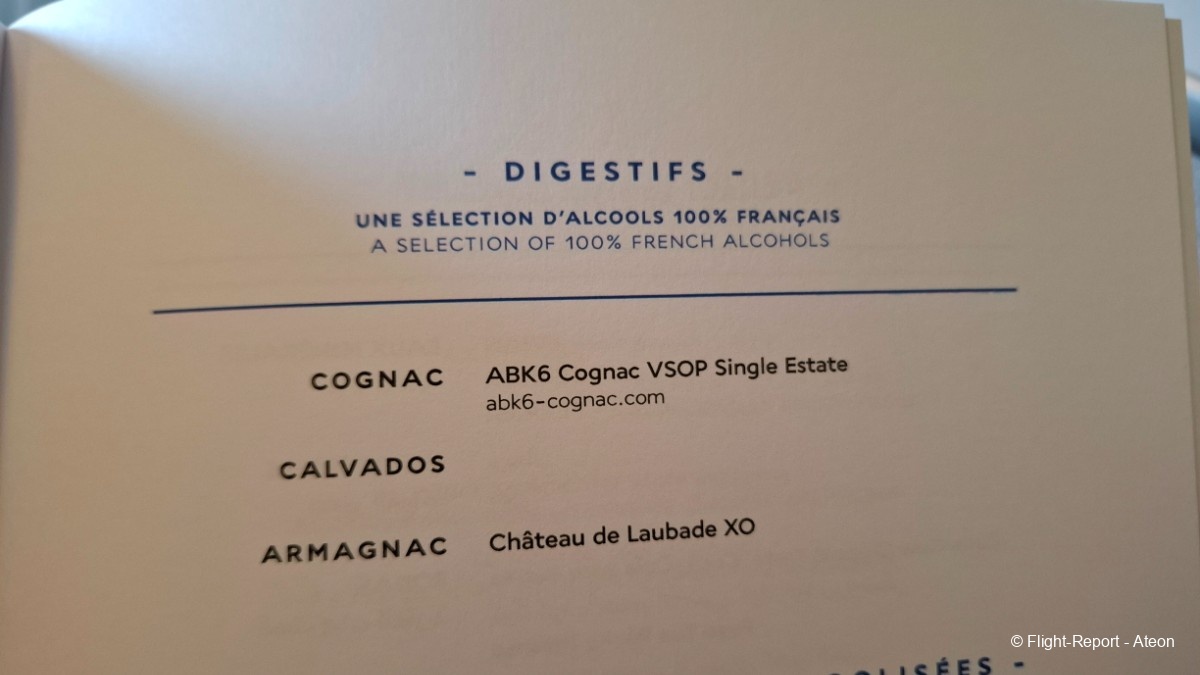 - DIGESTIFS -
UNE SÉLECTION D'ALCOOLS 100% FRANÇAIS
A SELECTION OF 100% FRENCH ALCOHOLS
COGNAC ABK6 Cognac VSOP Single Estate
abk6-cognac.com
CALVADOS
ARMAGNAC Château de Laubade XO
© Flight-Report - Ateon